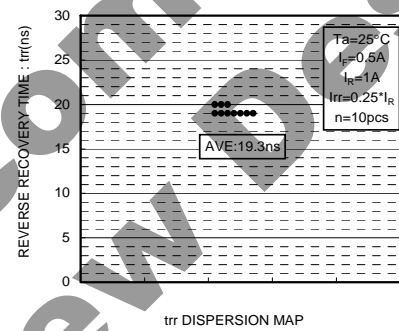 30
25
20
15
10
5
0
REVERSE RECOVERY TIME : trr(ns)
Ta=25°C
IF=0.5A
IR=1A
Irr=0.25*IR
n=10pcs
AVE:19.3ns
trr DISPERSION MAP